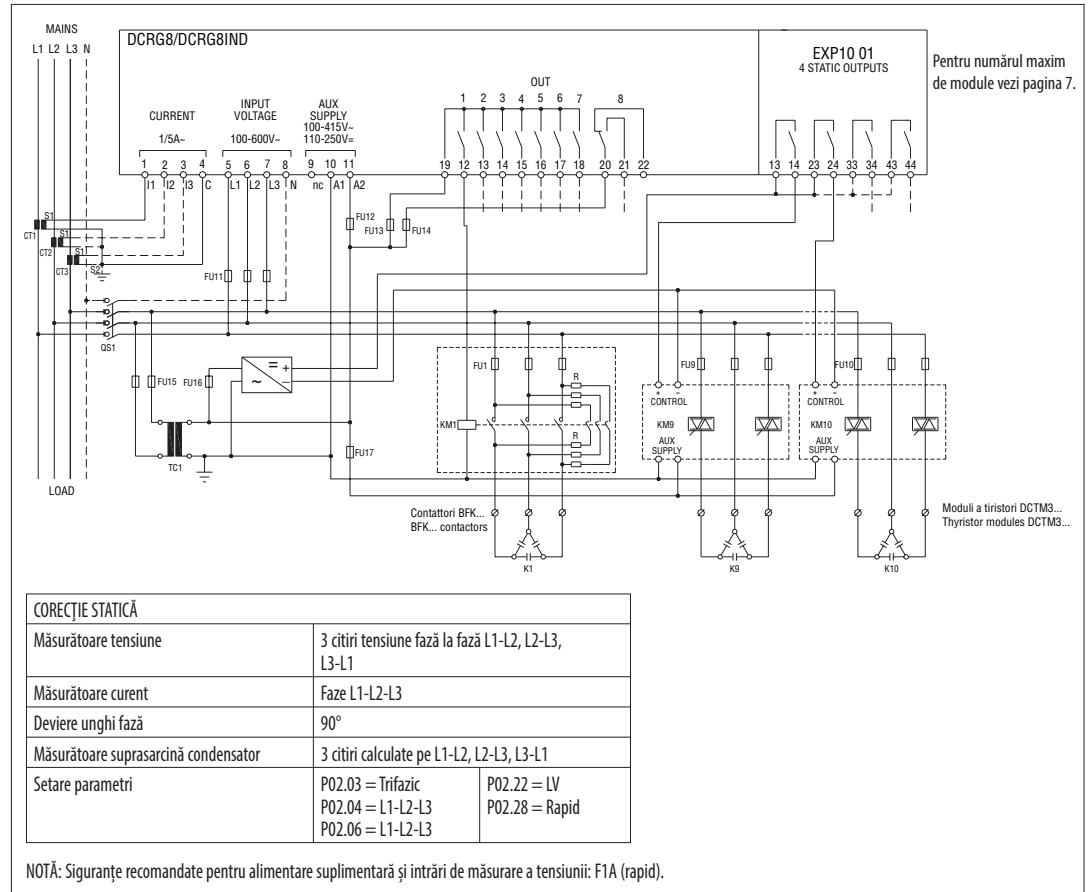 MAINS
L1 L2 L3 N
DCRG8/DCRG8IND
EXP10 01
4 STATIC OUTPUTS
Pentru numărul maxim
de module vezi pagina 7.
CURRENT
1/5A~
INPUT
VOLTAGE
100-600V~
AUX
SUPPLY
100-415V~
110-250V=
OUT
1 2 3 4 5 6 7 8
1 2 3 4 5 6 7 8 9 10 11
19 12 13 14 15 16 17 18 20 21 22
13 14 23 24 33 34 43 44
I1 I2 I3 C L1 L2 L3 N nc A1 A2
S1
CT1
S1
CT2
S1
CT3
S2
FU12
FU13
FU14
FU11
QS1
FU15
FU16
= +
~ −
TC1
FU17
LOAD
FU1
R
R
KM1
FU9
+ −
CONTROL
KM9
AUX
SUPPLY
FU10
+ −
CONTROL
KM10
AUX
SUPPLY
Contattori BFK...
BFK... contactors
Moduli a tiristori DCTM3...
Thyristor modules DCTM3...
K1
K9
K10
CORECŢIE STATICĂ
Măsurătoare tensiune
3 citiri tensiune fază la fază L1-L2, L2-L3,
L3-L1
Măsurătoare curent
Faze L1-L2-L3
Deviere unghi fază
90°
Măsurătoare suprasarcină condensator
3 citiri calculate pe L1-L2, L2-L3, L3-L1
Setare parametri
P02.03 = Trifazic
P02.04 = L1-L2-L3
P02.06 = L1-L2-L3
P02.22 = LV
P02.28 = Rapid
NOTĂ: Siguranțe recomandate pentru alimentare suplimentară și intrări de măsurare a tensiunii: F1A (rapid).